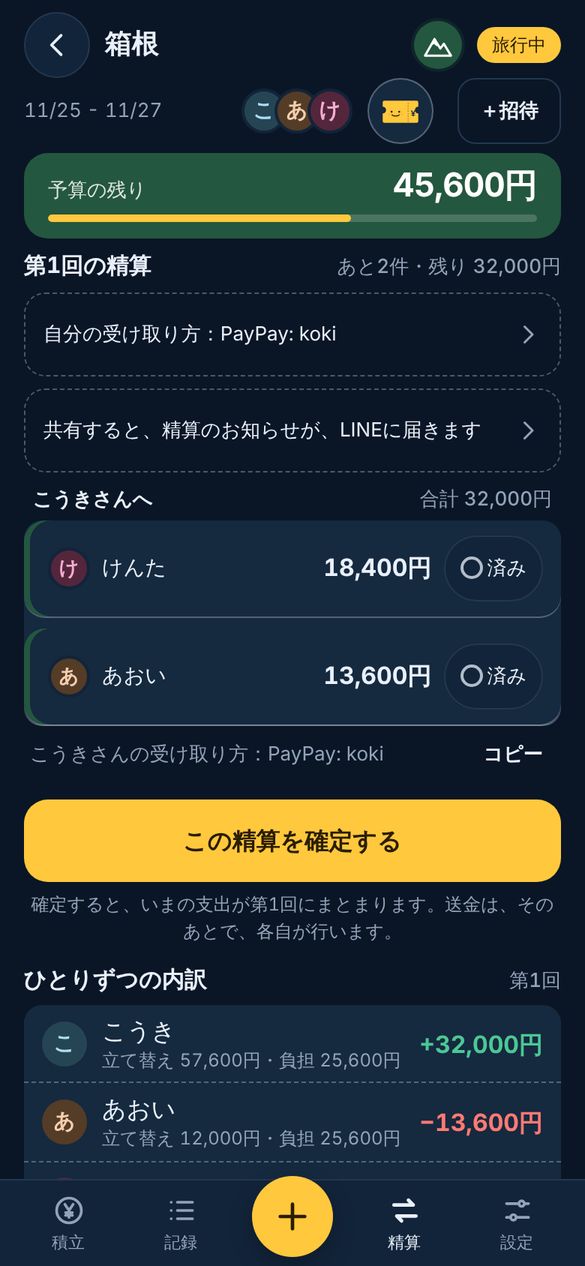 箱根
旅行中
11/25 - 11/27
こ あ け
＋招待
予算の残り 45,600円
第1回の精算 あと2件・残り 32,000円
自分の受け取り方：PayPay: koki
共有すると、精算のお知らせが、LINEに届きます
こうきさんへ 合計 32,000円
け けんた 18,400円 済み
あ あおい 13,600円 済み
こうきさんの受け取り方：PayPay: koki コピー
この精算を確定する
確定すると、いまの支出が第1回にまとまります。送金は、その
あとで、各自が行います。
ひとりずつの内訳 第1回
こ こうき +32,000円
立て替え 57,600円・負担 25,600円
あ あおい −13,600円
立て替え 12,000円・負担 25,600円
積立 記録 精算 設定